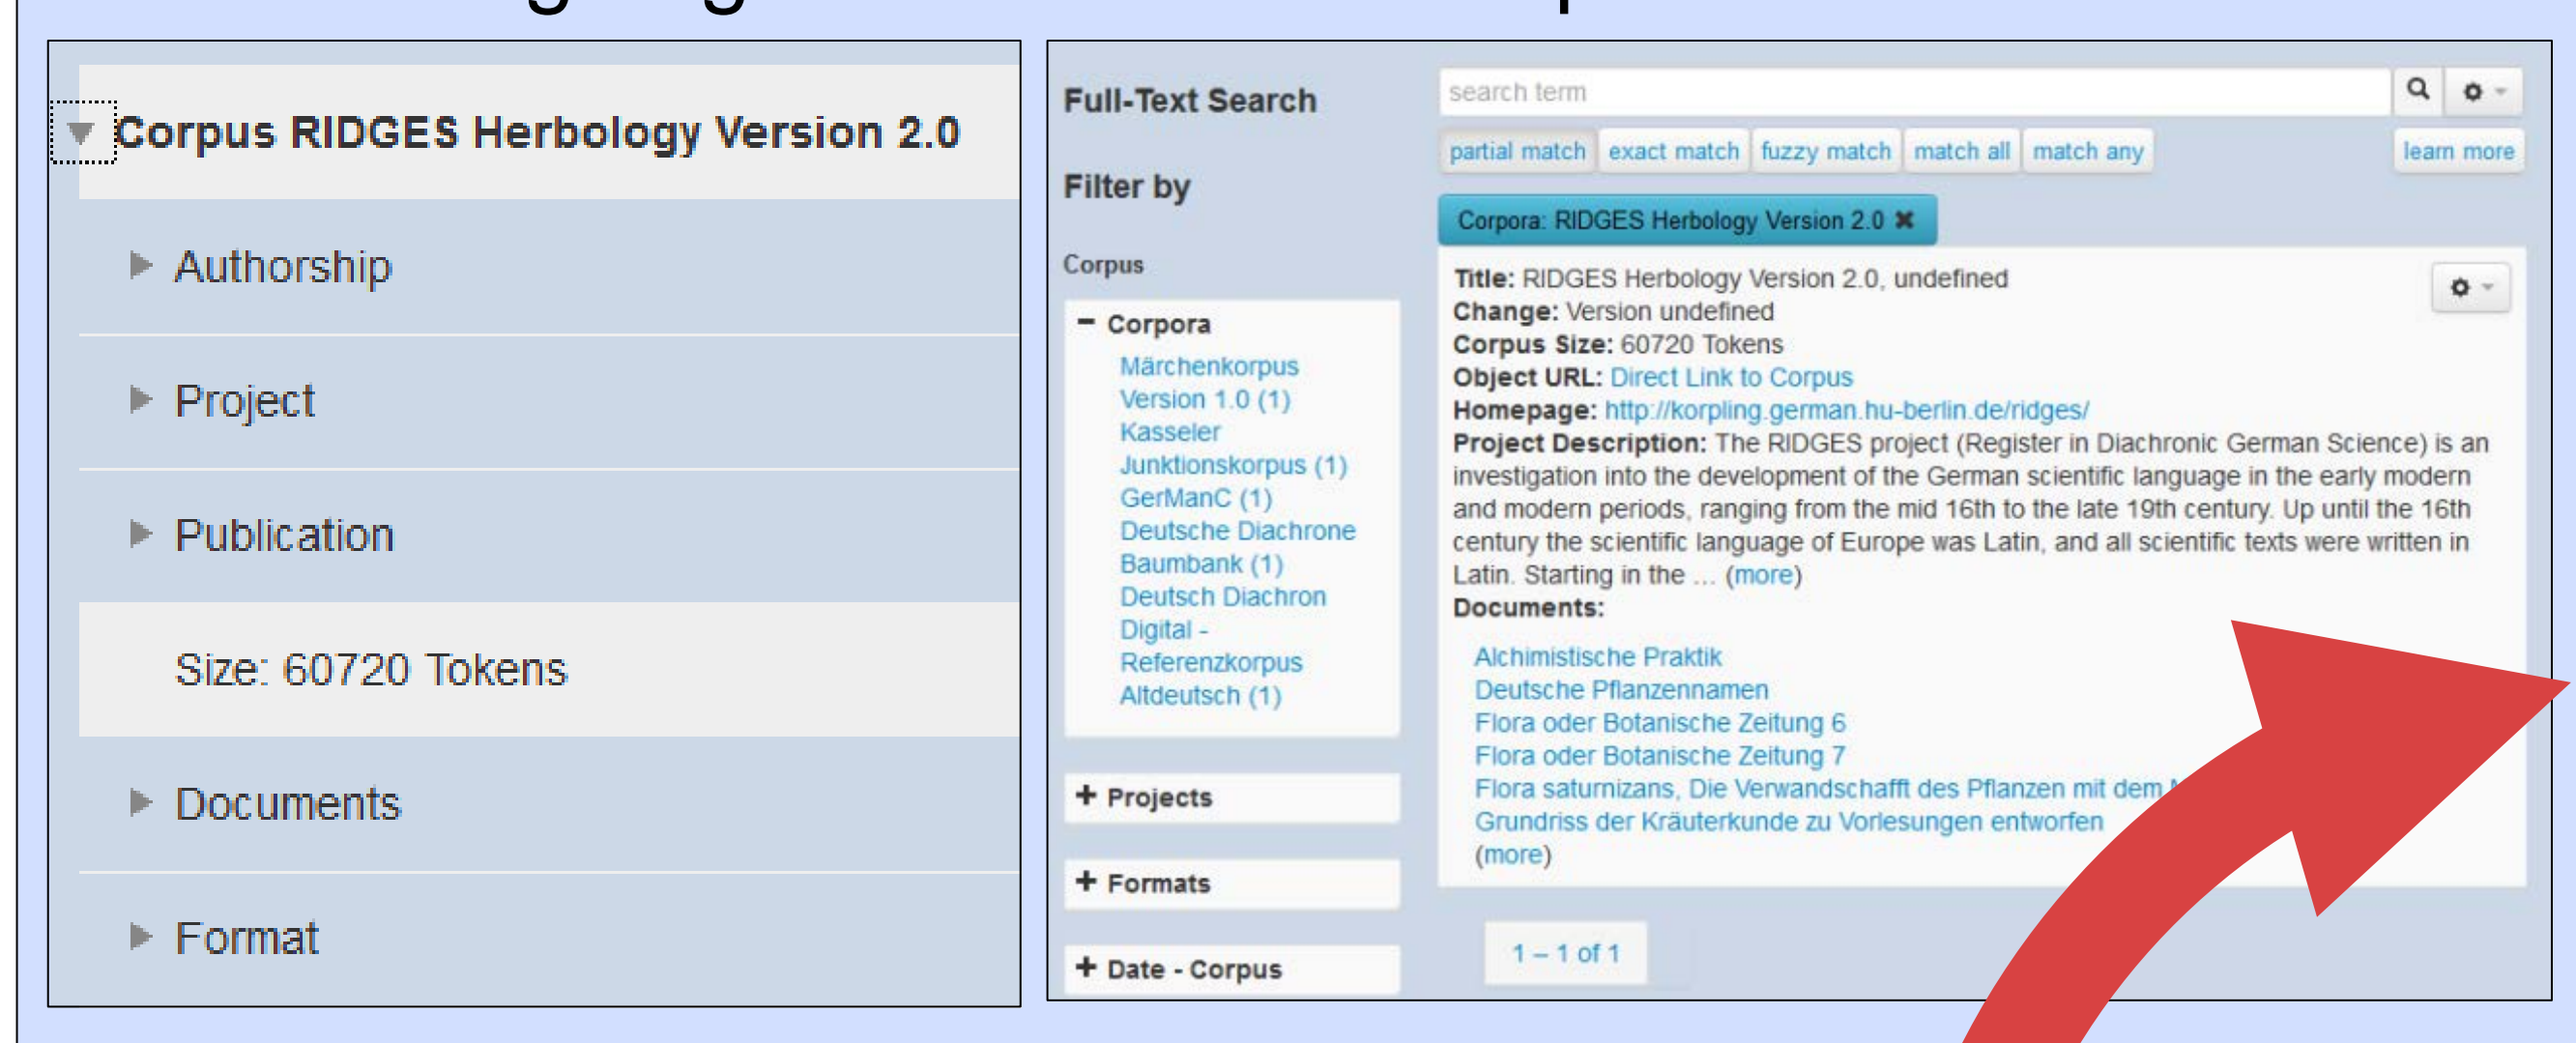 Corpus RIDGES Herbology Version 2.0
Authorship
Project
Publication
Size: 60720 Tokens
Documents
Format
Full-Text Search
Filter by
Corpus
− Corpora
Märchenkorpus
Version 1.0 (1)
Kasseler
Junktionskorpus (1)
GerManC (1)
Deutsche Diachrone
Baumbank (1)
Deutsch Diachron
Digital -
Referenzkorpus
Altdeutsch (1)
+ Projects
+ Formats
+ Date - Corpus
search term
partial match exact match fuzzy match match all match any learn more
Corpora: RIDGES Herbology Version 2.0 ✖
Title: RIDGES Herbology Version 2.0, undefined
Change: Version undefined
Corpus Size: 60720 Tokens
Object URL: Direct Link to Corpus
Homepage: http://korpling.german.hu-berlin.de/ridges/
Project Description: The RIDGES project (Register in Diachronic German Science) is an
investigation into the development of the German scientific language in the early modern
and modern periods, ranging from the mid 16th to the late 19th century. Up until the 16th
century the scientific language of Europe was Latin, and all scientific texts were written in
Latin. Starting in the ... (more)
Documents:
Alchimistische Praktik
Deutsche Pflanzennamen
Flora oder Botanische Zeitung 6
Flora oder Botanische Zeitung 7
Flora saturnizans, Die Verwandschafft des Pflanzen mit dem
Grundriss der Kräuterkunde zu Vorlesungen entworfen
(more)
1 – 1 of 1